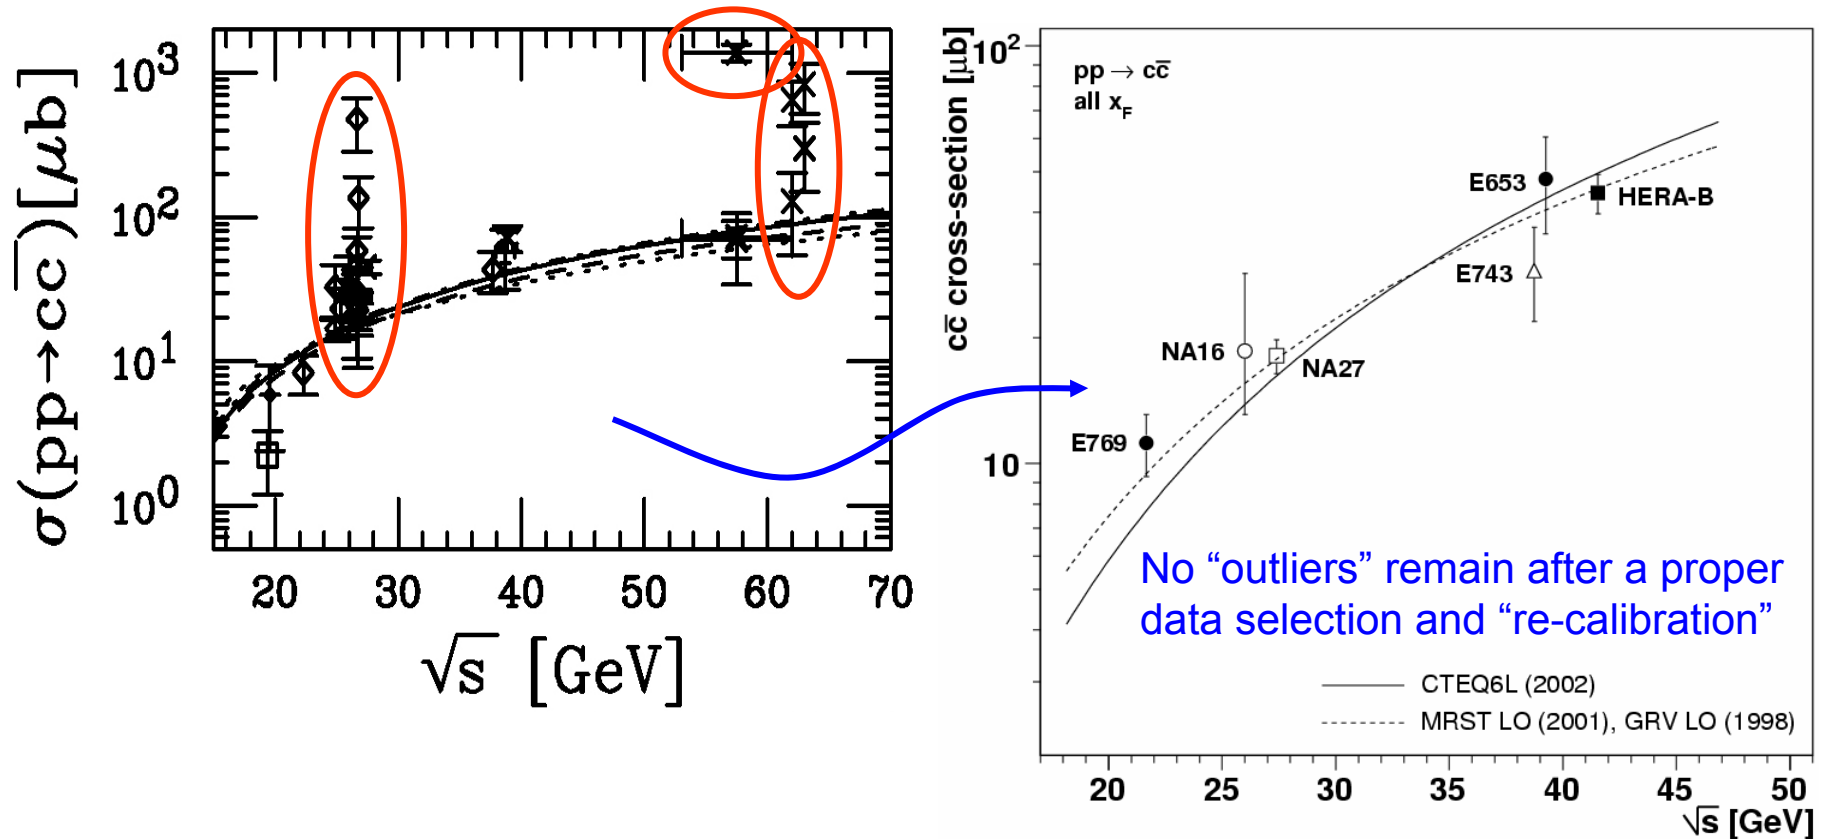 σ(pp→cc̅)[μb]
10³
10²
10¹
10⁰
20 30 40 50 60 70
√s [GeV]
cc̅ cross-section [μb]
10²
10
pp → cc̅
all x_F
E653
HERA-B
E743
NA16
NA27
E769
No “outliers” remain after a proper
data selection and “re-calibration”
CTEQ6L (2002)
MRST LO (2001), GRV LO (1998)
20 25 30 35 40 45 50
√s [GeV]